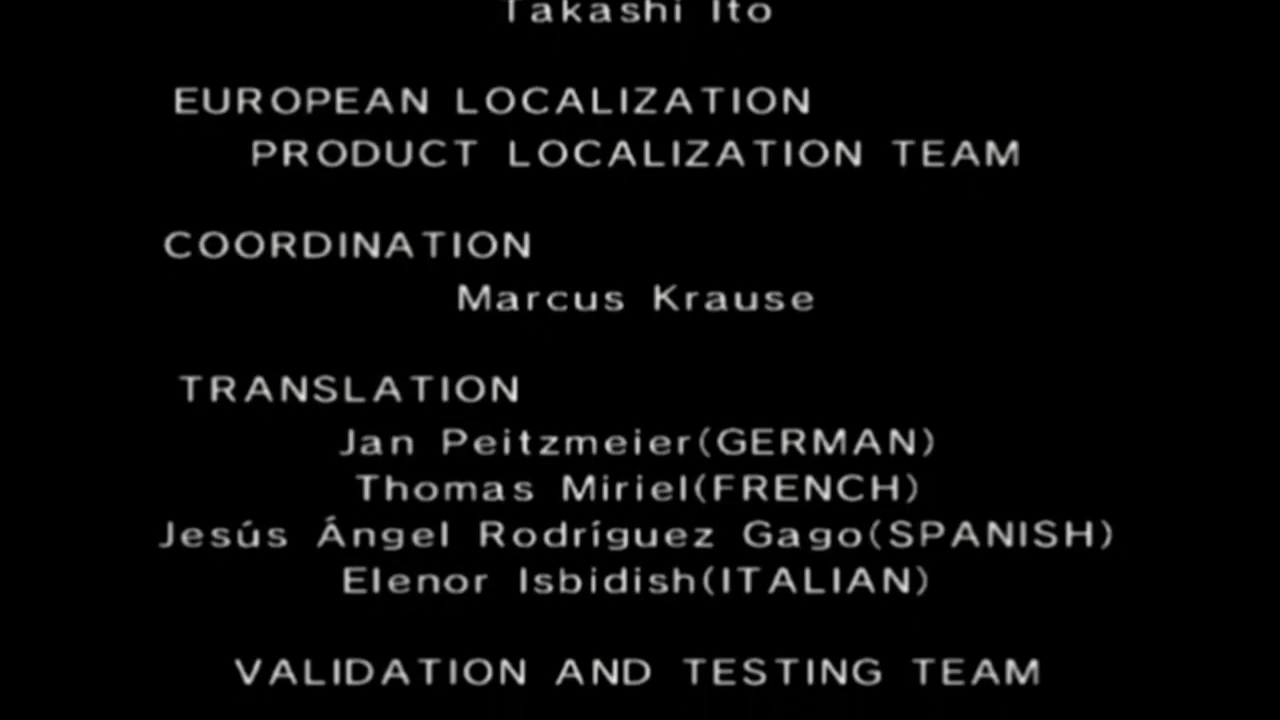 Takashi Ito
EUROPEAN LOCALIZATION
PRODUCT LOCALIZATION TEAM
COORDINATION
Marcus Krause
TRANSLATION
Jan Peitzmeier(GERMAN)
Thomas Miriel(FRENCH)
Jesús Ángel Rodríguez Gago(SPANISH)
Elenor Isbidish(ITALIAN)
VALIDATION AND TESTING TEAM